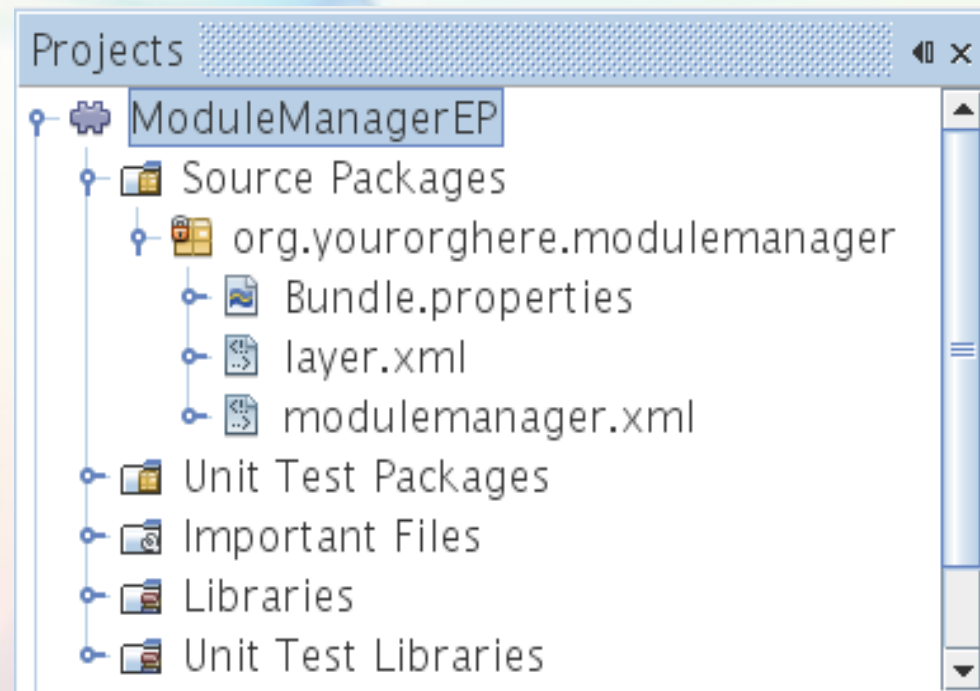 Projects
ModuleManagerEP
Source Packages
org.yourorghere.modulemanager
Bundle.properties
layer.xml
modulemanager.xml
Unit Test Packages
Important Files
Libraries
Unit Test Libraries